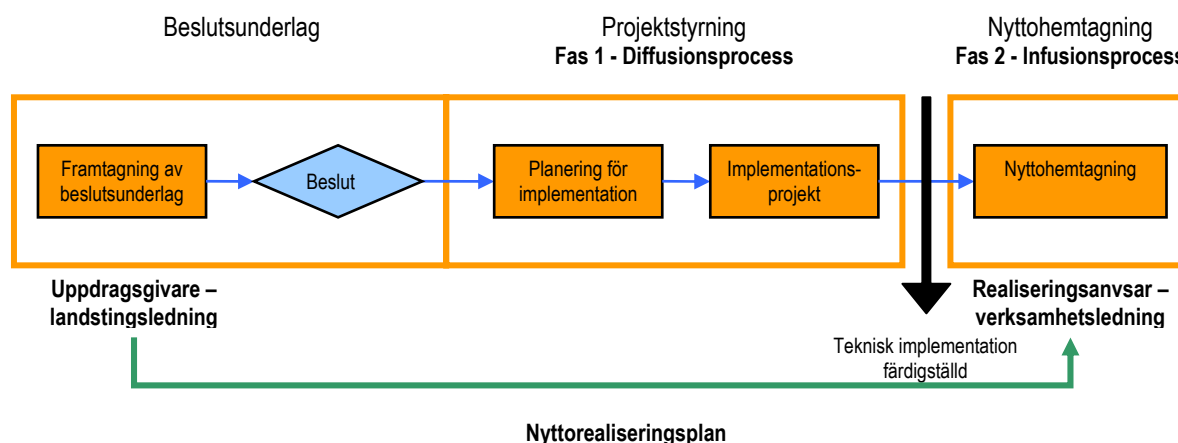 Beslutsunderlag
Projektstyrning
Fas 1 - Diffusionsprocess
Nyttohemtagning
Fas 2 - Infusionsprocess
Framtagning av
beslutsunderlag
Beslut
Planering för
implementation
Implementations-
projekt
Nyttohemtagning
Uppdragsgivare –
landstingsledning
Realiseringsanvsar –
verksamhetsledning
Teknisk implementation
färdigställd
Nyttorealiseringsplan